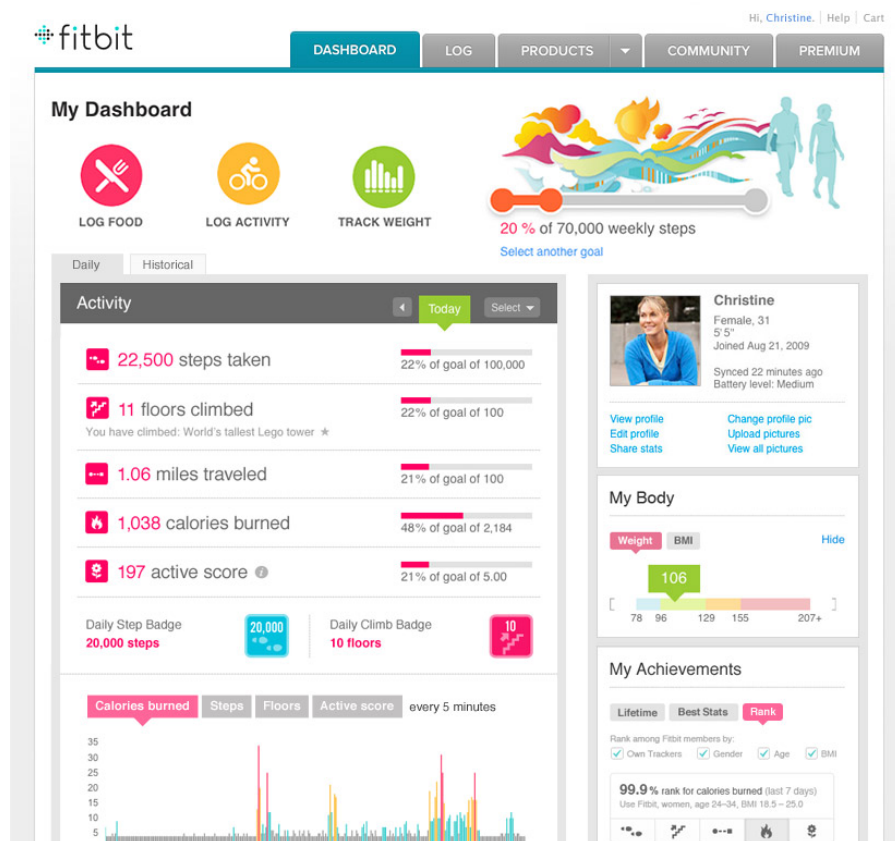 Hi, Christine. | Help | Cart
fitbit
DASHBOARD
LOG
PRODUCTS
COMMUNITY
PREMIUM
My Dashboard
LOG FOOD
LOG ACTIVITY
TRACK WEIGHT
20 % of 70,000 weekly steps
Select another goal
Daily
Historical
Activity
Today
Select
22,500 steps taken
22% of goal of 100,000
11 floors climbed
22% of goal of 100
You have climbed: World's tallest Lego tower ★
1.06 miles traveled
21% of goal of 100
1,038 calories burned
48% of goal of 2,184
197 active score
21% of goal of 5.00
Daily Step Badge
20,000 steps
20,000
Daily Climb Badge
10 floors
10
Calories burned
Steps
Floors
Active score
every 5 minutes
35
30
25
20
15
10
5
Christine
Female, 31
5' 5"
Joined Aug 21, 2009
Synced 22 minutes ago
Battery level: Medium
View profile
Change profile pic
Edit profile
Upload pictures
Share stats
View all pictures
My Body
Weight
BMI
Hide
106
78 96 129 155 207+
My Achievements
Lifetime
Best Stats
Rank
Rank among Fitbit members by:
Own Trackers
Gender
Age
BMI
99.9 % rank for calories burned (last 7 days)
Use Fitbit, women, age 24–34, BMI 18.5 – 25.0